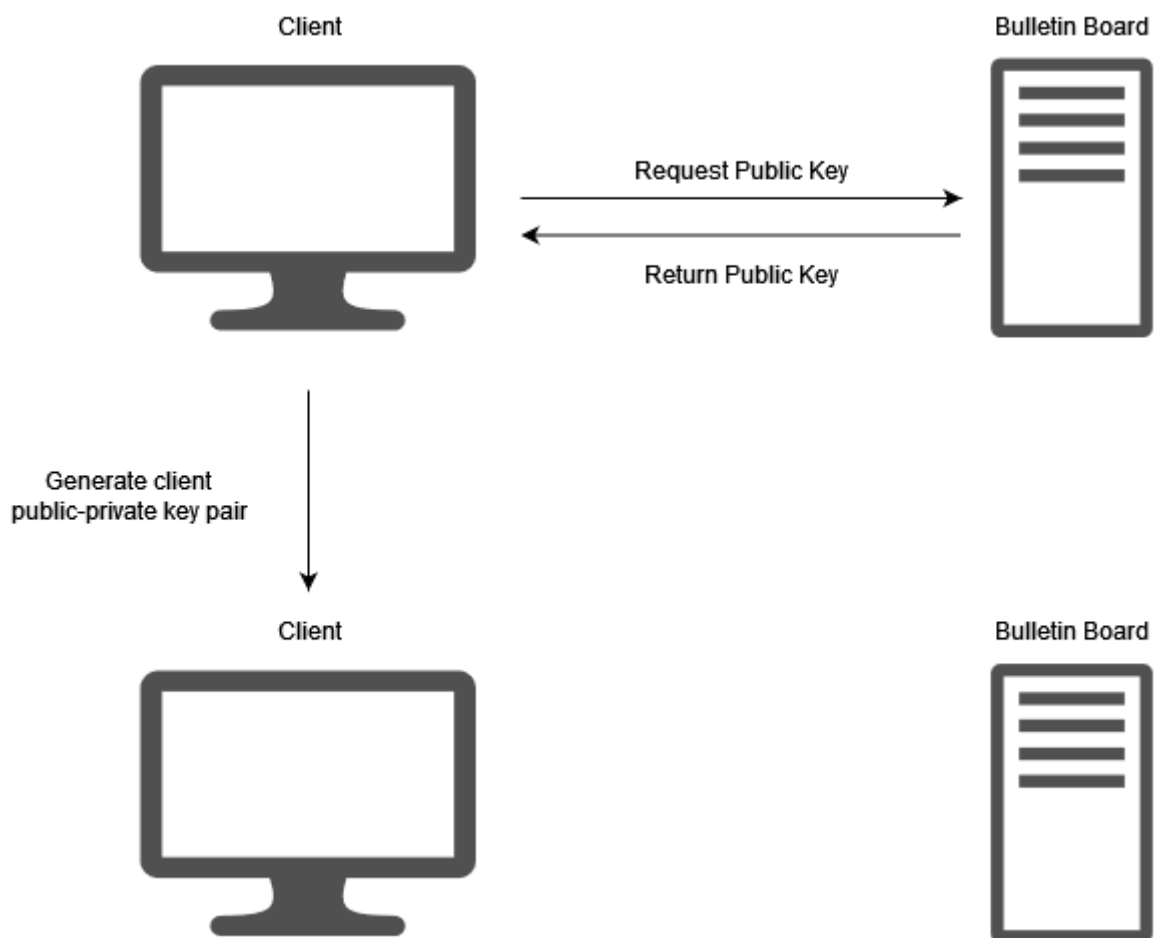 Client
Bulletin Board
Request Public Key
Return Public Key
Generate client
public-private key pair
Client
Bulletin Board